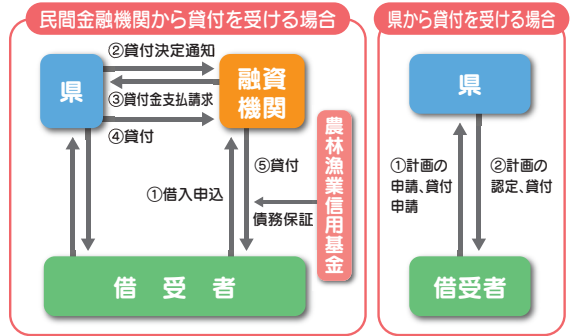 民間金融機関から貸付を受ける場合
②貸付決定通知
県
融資
機関
③貸付金支払請求
④貸付
①借入申込
⑤貸付
債務保証
農林漁業信用基金
借受者
県から貸付を受ける場合
県
①計画の
申請、貸付
申請
②計画の
認定、貸付
借受者